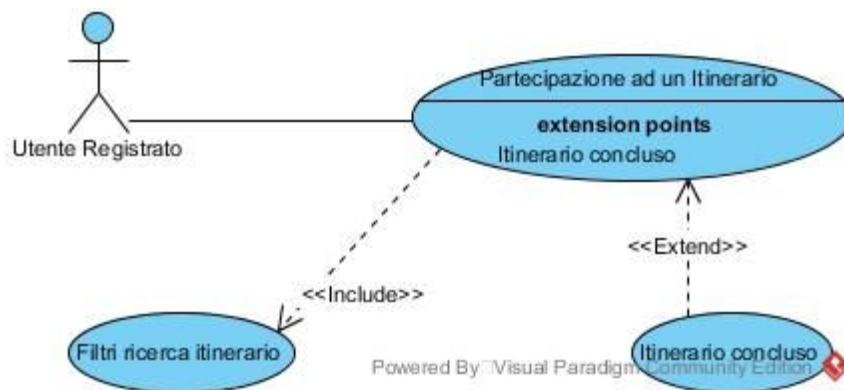 Partecipazione ad un Itinerario
extension points
Itinerario concluso
Utente Registrato
<<Extend>>
<<Include>>
Filtri ricerca itinerario
Itinerario concluso
Powered By Visual Paradigm Community Edition